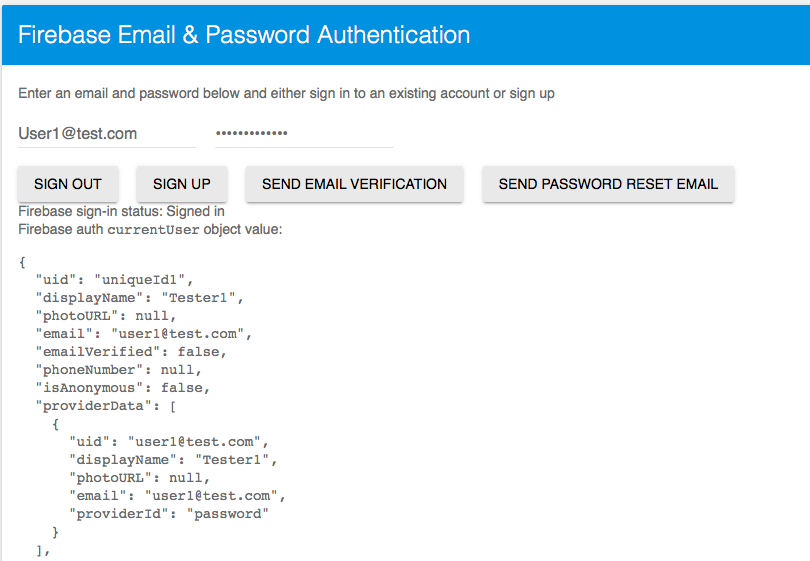 Firebase Email & Password Authentication
Enter an email and password below and either sign in to an existing account or sign up
User1@test.com •••••••••••••
SIGN OUT SIGN UP SEND EMAIL VERIFICATION SEND PASSWORD RESET EMAIL
Firebase sign-in status: Signed in
Firebase auth currentUser object value:
{
  "uid": "uniqueId1",
  "displayName": "Tester1",
  "photoURL": null,
  "email": "user1@test.com",
  "emailVerified": false,
  "phoneNumber": null,
  "isAnonymous": false,
  "providerData": [
    {
      "uid": "user1@test.com",
      "displayName": "Tester1",
      "photoURL": null,
      "email": "user1@test.com",
      "providerId": "password"
    }
  ],